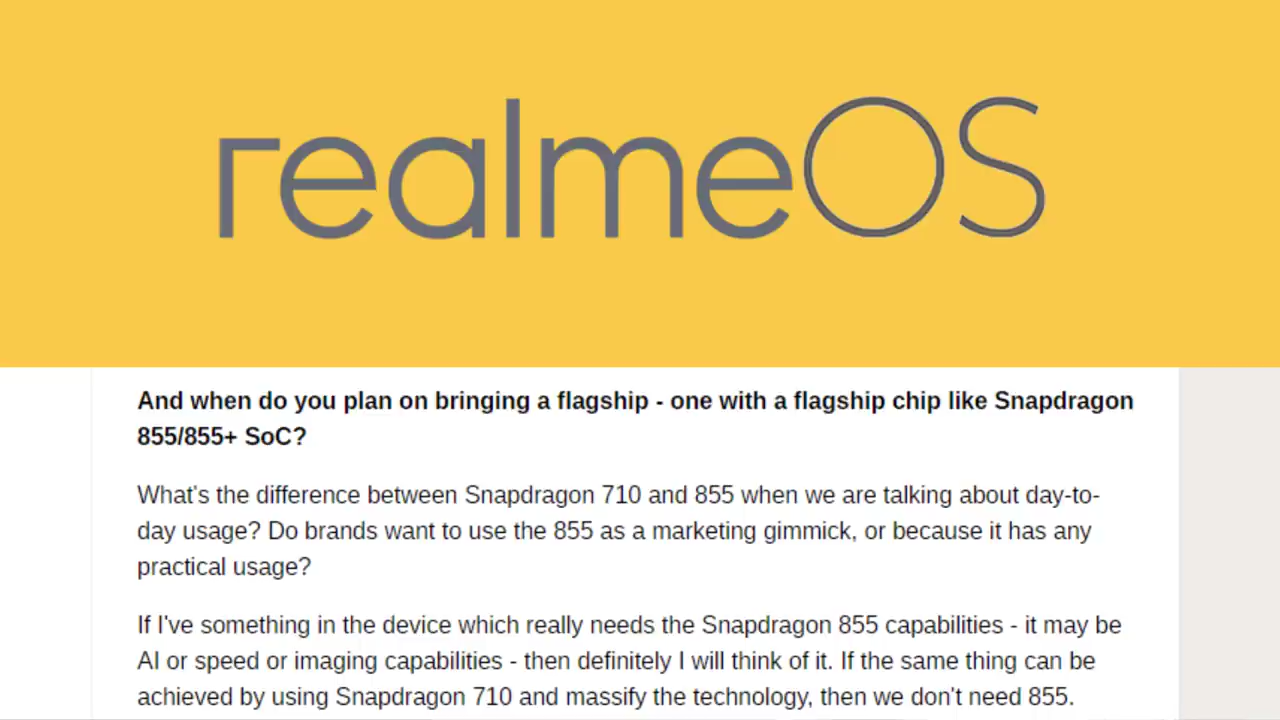 realmeOS
And when do you plan on bringing a flagship - one with a flagship chip like Snapdragon
855/855+ SoC?
What's the difference between Snapdragon 710 and 855 when we are talking about day-to-
day usage? Do brands want to use the 855 as a marketing gimmick, or because it has any
practical usage?
If I've something in the device which really needs the Snapdragon 855 capabilities - it may be
AI or speed or imaging capabilities - then definitely I will think of it. If the same thing can be
achieved by using Snapdragon 710 and massify the technology, then we don't need 855.